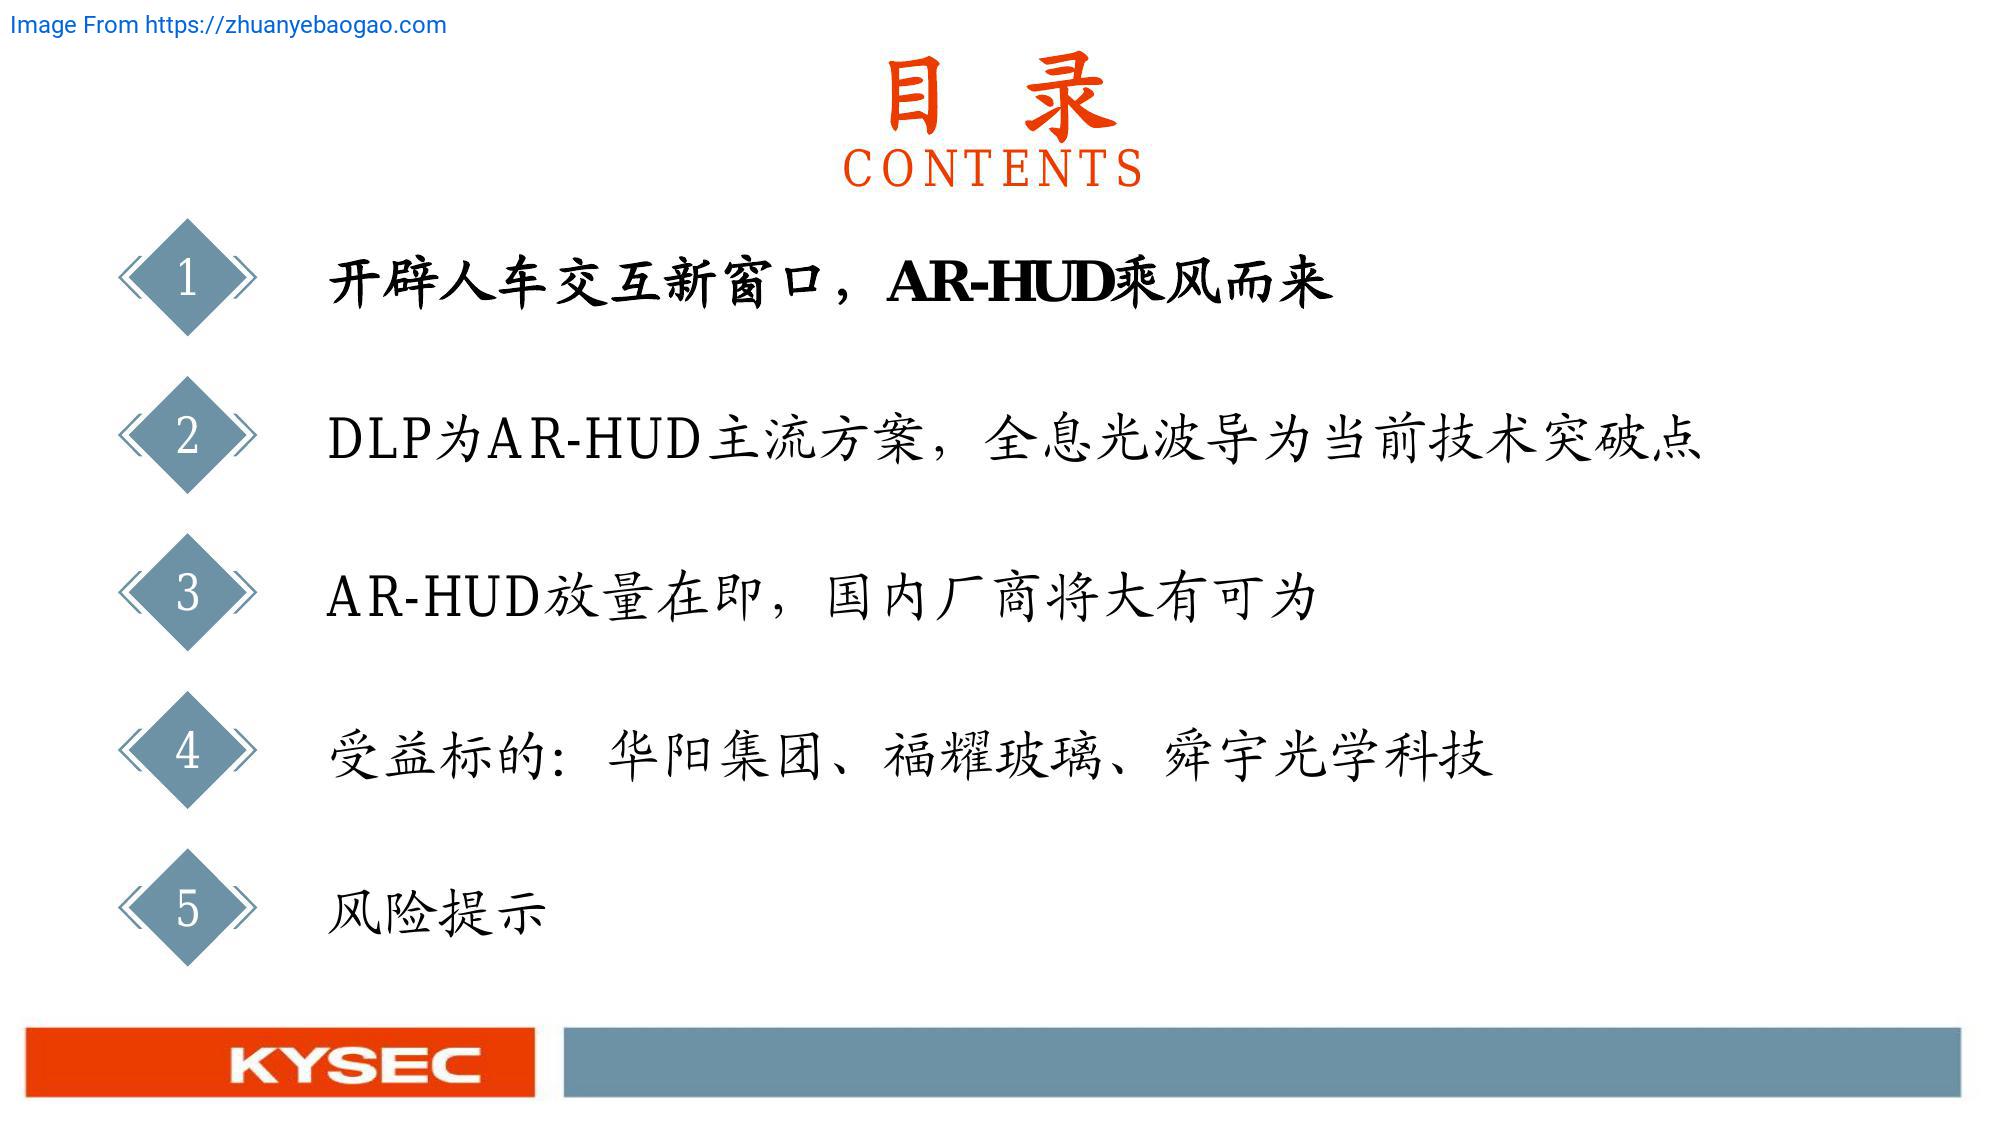 Image From https://zhuanyebaogao.com
目 录
CONTENTS
1 开辟人车交互新窗口，AR-HUD乘风而来
2 DLP为AR-HUD主流方案，全息光波导为当前技术突破点
3 AR-HUD放量在即，国内厂商将大有可为
4 受益标的：华阳集团、福耀玻璃、舜宇光学科技
5 风险提示
KYSEC